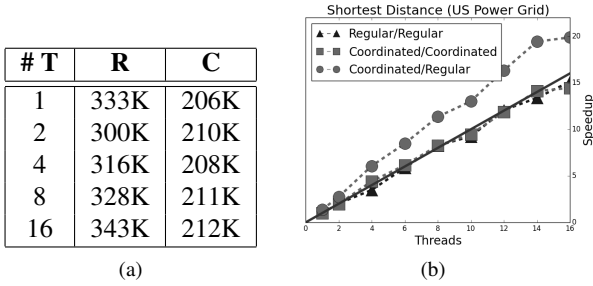 # T R C
1 333K 206K
2 300K 210K
4 316K 208K
8 328K 211K
16 343K 212K
(a)
Shortest Distance (US Power Grid)
Regular/Regular
Coordinated/Coordinated
Coordinated/Regular
20
15
10
5
0
Speedup
0 2 4 6 8 10 12 14 16
Threads
(b)